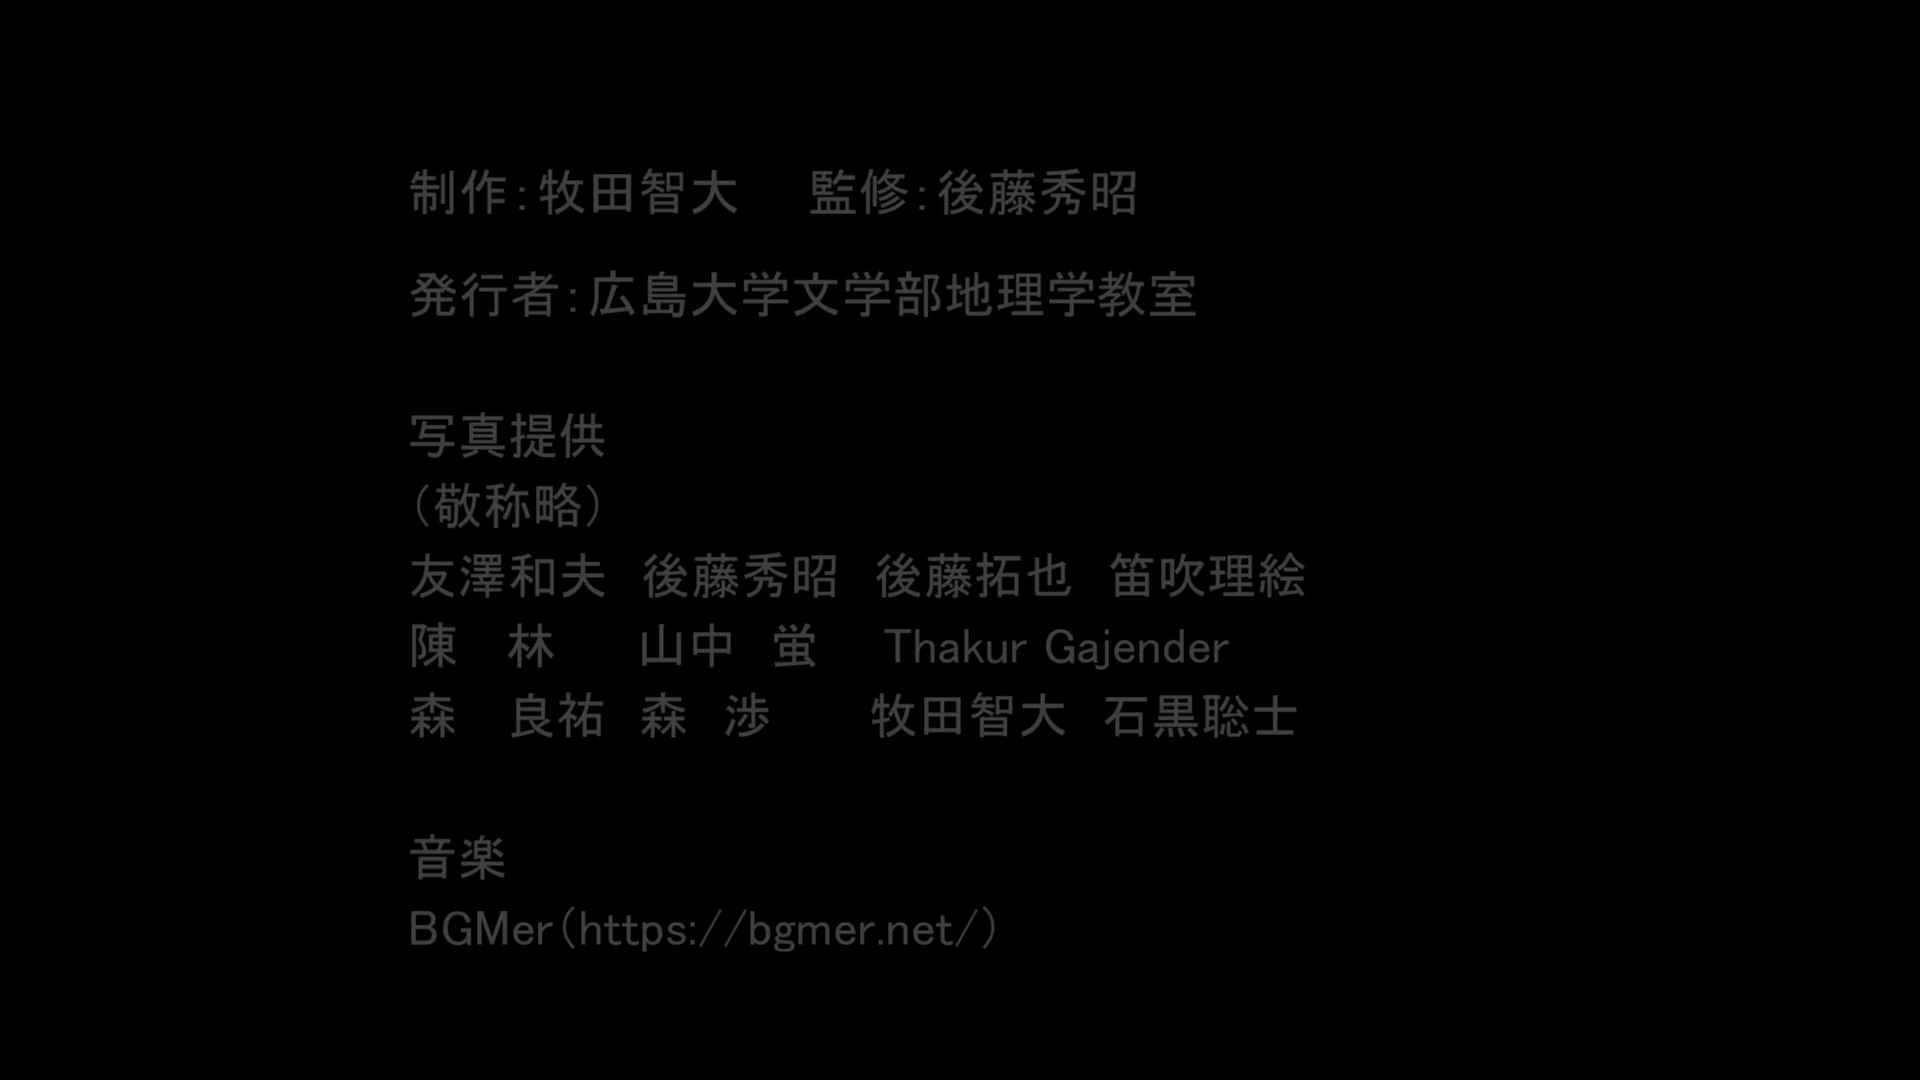 制作：牧田智大　監修：後藤秀昭
発行者：広島大学文学部地理学教室
写真提供
（敬称略）
友澤和夫　後藤秀昭　後藤拓也　笛吹理絵
陳　林　山中　蛍　Thakur Gajender
森　良祐　森　渉　牧田智大　石黒聡士
音楽
BGMer（https://bgmer.net/）